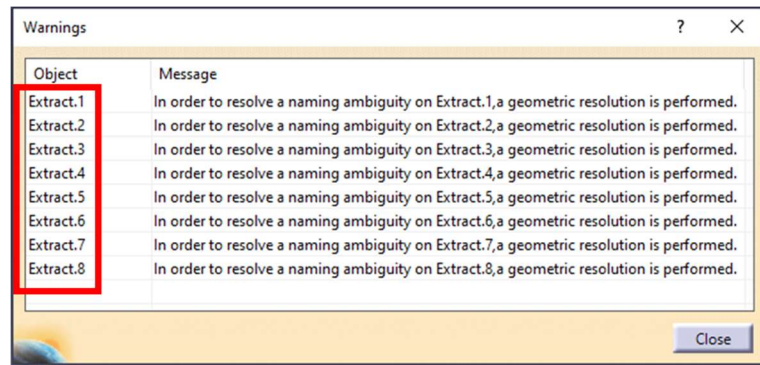 Warnings
? ×
Object Message
Extract.1 In order to resolve a naming ambiguity on Extract.1,a geometric resolution is performed.
Extract.2 In order to resolve a naming ambiguity on Extract.2,a geometric resolution is performed.
Extract.3 In order to resolve a naming ambiguity on Extract.3,a geometric resolution is performed.
Extract.4 In order to resolve a naming ambiguity on Extract.4,a geometric resolution is performed.
Extract.5 In order to resolve a naming ambiguity on Extract.5,a geometric resolution is performed.
Extract.6 In order to resolve a naming ambiguity on Extract.6,a geometric resolution is performed.
Extract.7 In order to resolve a naming ambiguity on Extract.7,a geometric resolution is performed.
Extract.8 In order to resolve a naming ambiguity on Extract.8,a geometric resolution is performed.
Close